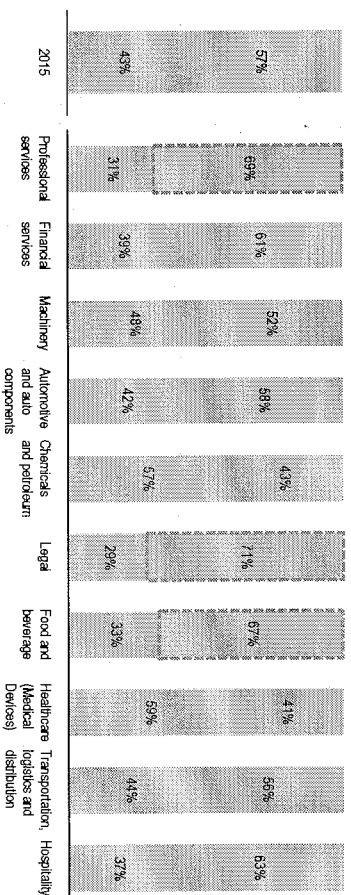 57%
43%
2015
69%
31%
Professional
services
61%
39%
Financial
services
52%
48%
Machinery
58%
42%
Automotive
and auto
components
43%
57%
Chemicals
and petroleum
71%
29%
Legal
67%
33%
Food and
beverage
41%
59%
Healthcare
(Medical
Devices)
56%
44%
Transportation,
logistics and
distribution
63%
37%
Hospitality